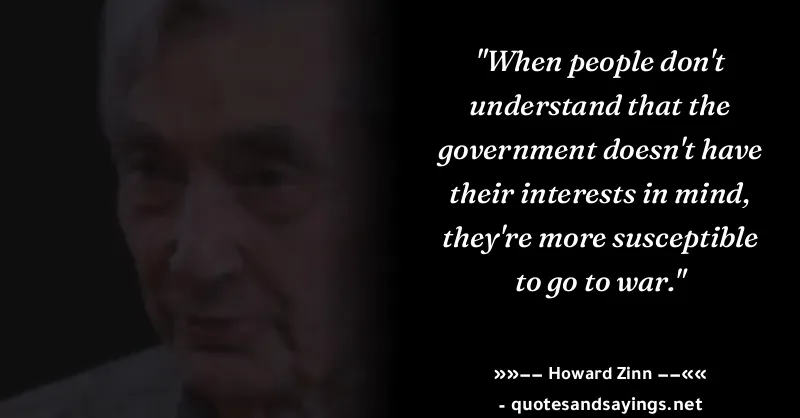 "When people don't
understand that the
government doesn't have
their interests in mind,
they're more susceptible
to go to war."
»»−− Howard Zinn −−««
- quotesandsayings.net